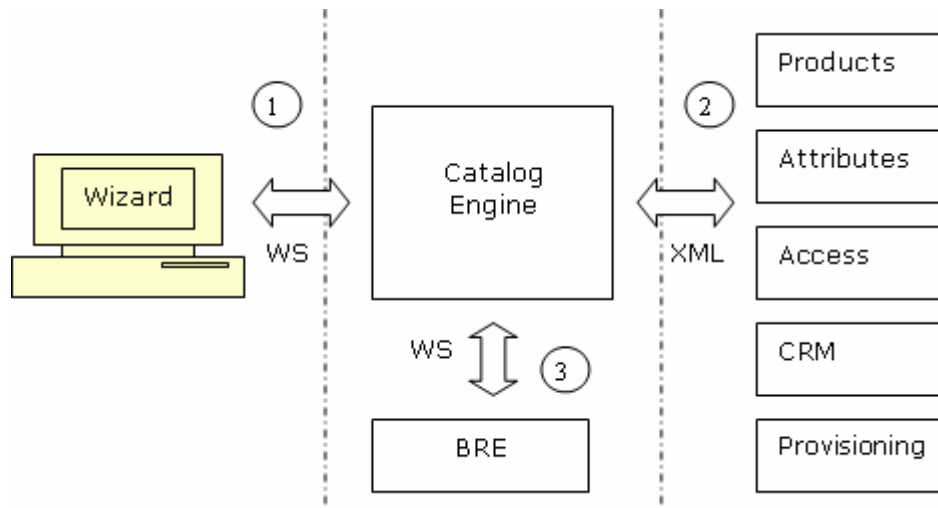 1
Wizard
WS
Catalog
Engine
WS
3
BRE
2
XML
Products
Attributes
Access
CRM
Provisioning